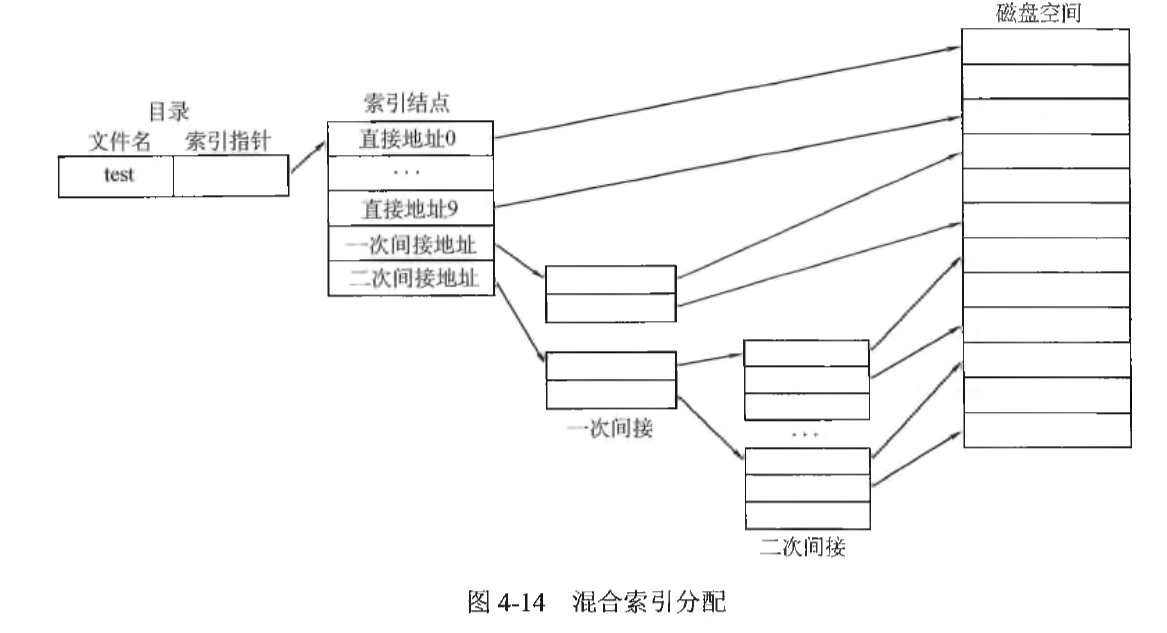 磁盘空间
目录
文件名 索引指针
test
索引结点
直接地址0
...
直接地址9
一次间接地址
二次间接地址
一次间接
...
二次间接
图 4-14 混合索引分配